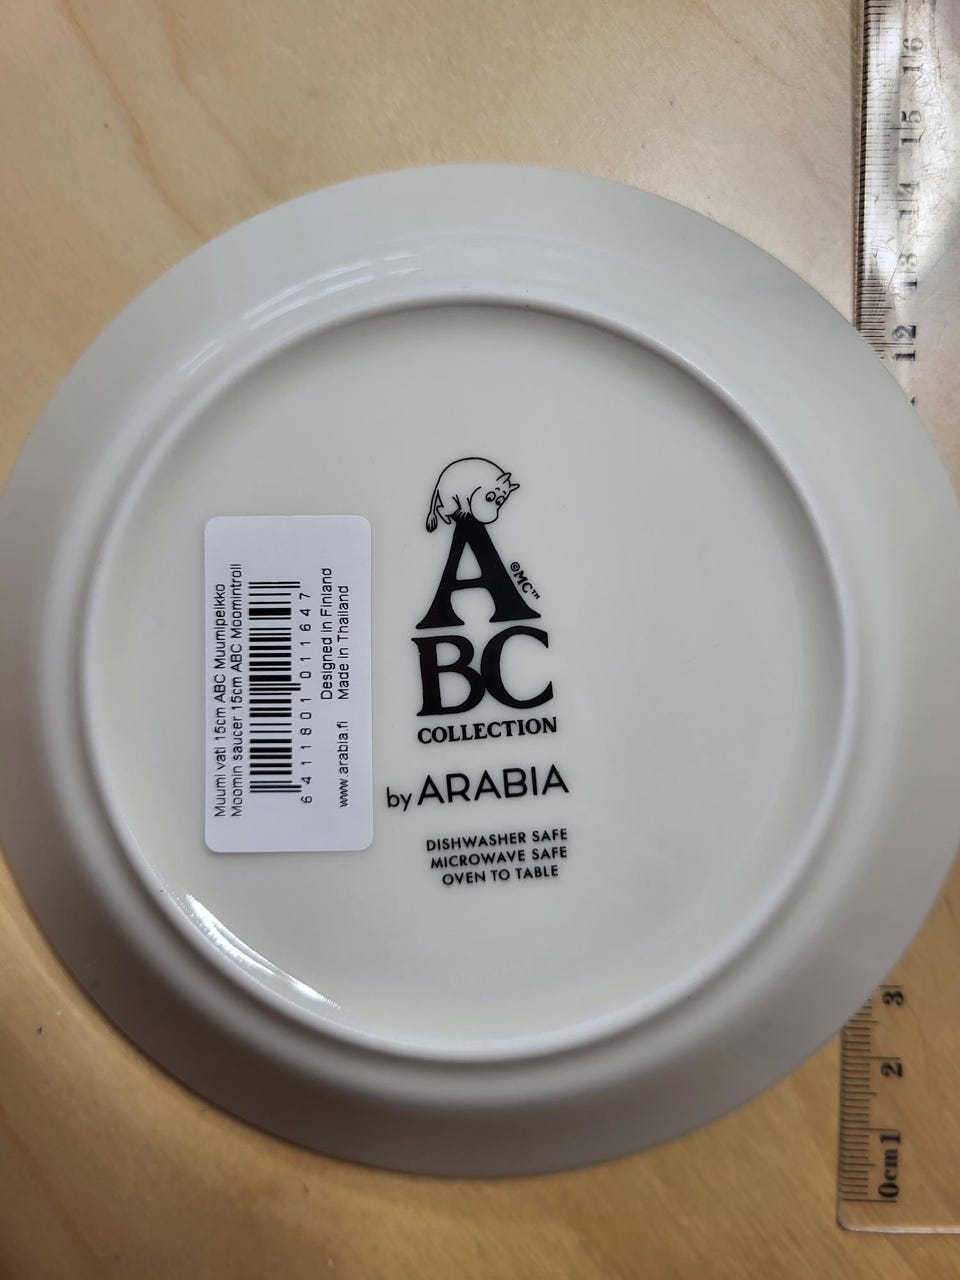 A
©MC™
BC
COLLECTION
by ARABIA
DISHWASHER SAFE
MICROWAVE SAFE
OVEN TO TABLE
Muumi vati 15cm ABC Muumipeikko
Moomin saucer 15cm ABC Moomintroll
6 411801 011647
Designed in Finland
www.arabia.fi Made in Thailand
16
15
14
13
12
3
2
0cm1